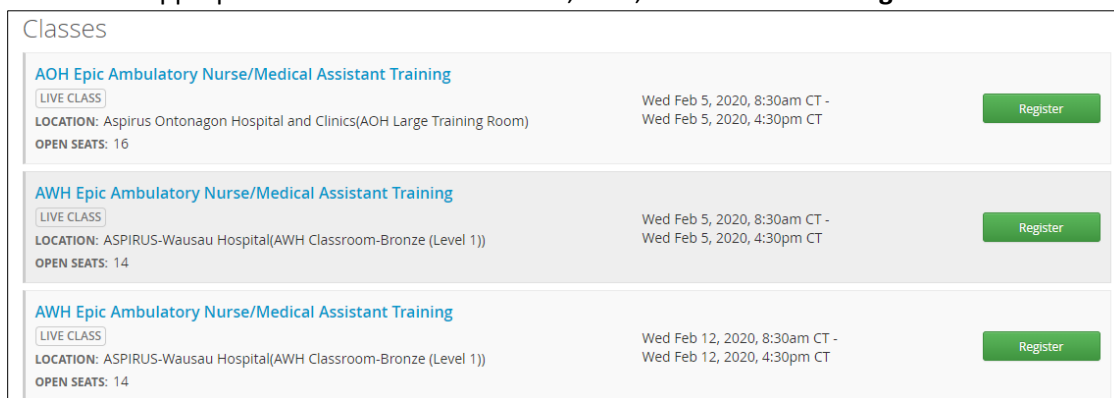 Classes
AOH Epic Ambulatory Nurse/Medical Assistant Training
LIVE CLASS
LOCATION: Aspirus Ontonagon Hospital and Clinics(AOH Large Training Room)
OPEN SEATS: 16
Wed Feb 5, 2020, 8:30am CT -
Wed Feb 5, 2020, 4:30pm CT
Register
AWH Epic Ambulatory Nurse/Medical Assistant Training
LIVE CLASS
LOCATION: ASPIRUS-Wausau Hospital(AWH Classroom-Bronze (Level 1))
OPEN SEATS: 14
Wed Feb 5, 2020, 8:30am CT -
Wed Feb 5, 2020, 4:30pm CT
Register
AWH Epic Ambulatory Nurse/Medical Assistant Training
LIVE CLASS
LOCATION: ASPIRUS-Wausau Hospital(AWH Classroom-Bronze (Level 1))
OPEN SEATS: 14
Wed Feb 12, 2020, 8:30am CT -
Wed Feb 12, 2020, 4:30pm CT
Register